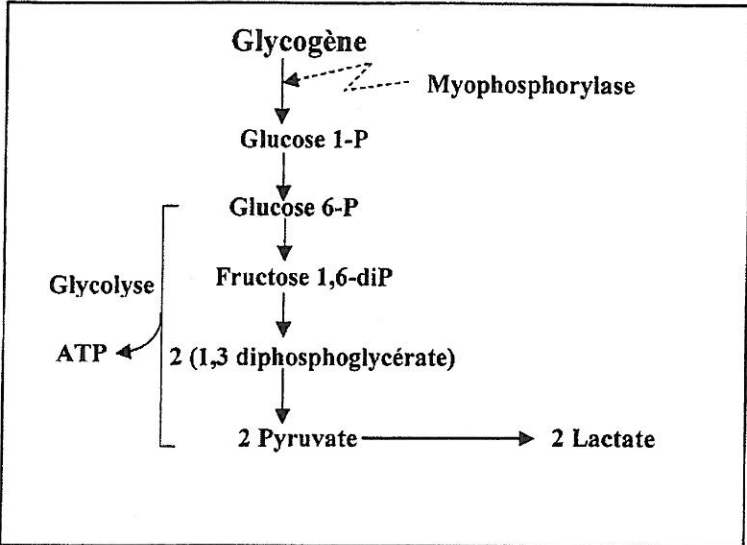 Glycogène
Myophosphorylase
Glucose 1-P
Glucose 6-P
Glycolyse
Fructose 1,6-diP
ATP
2 (1,3 diphosphoglycérate)
2 Pyruvate
2 Lactate